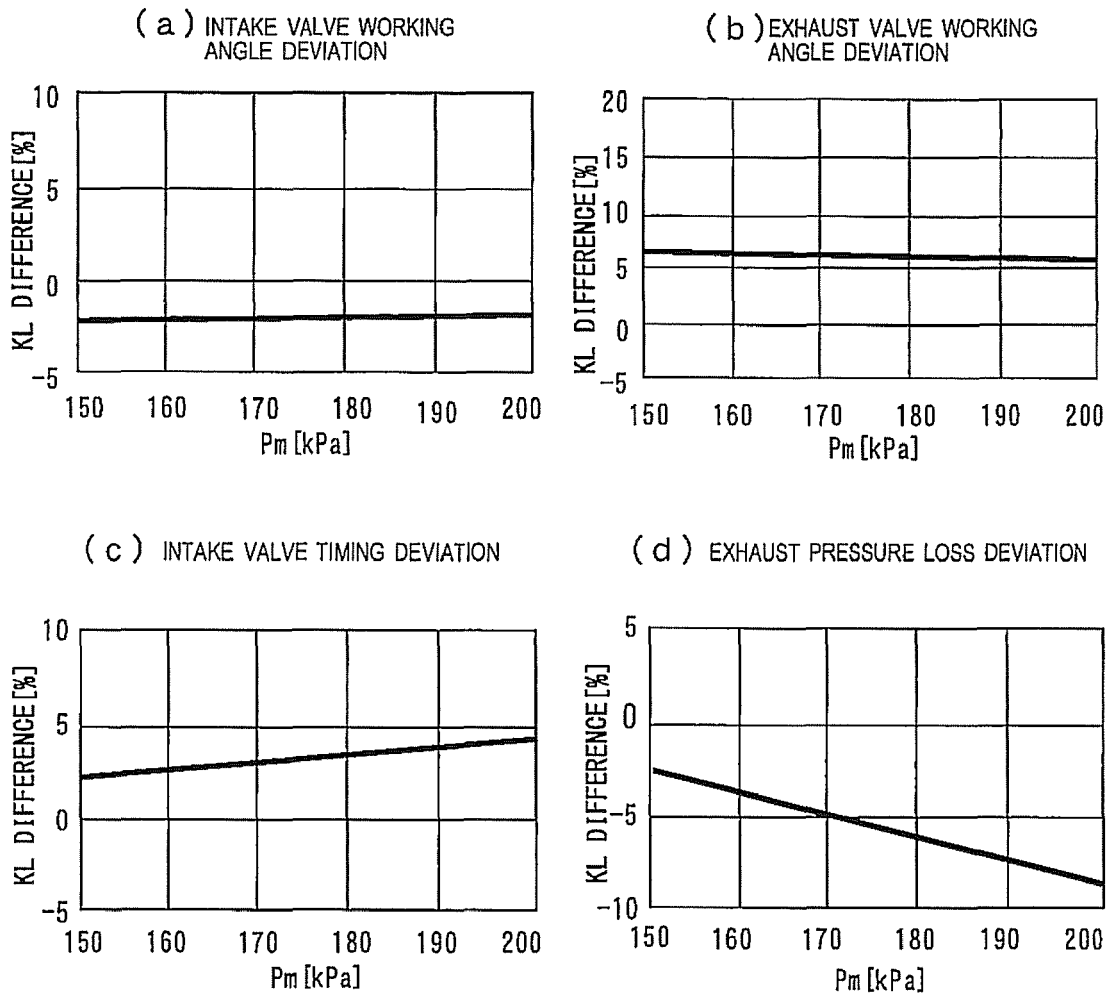 (a) INTAKE VALVE WORKING
ANGLE DEVIATION
KL DIFFERENCE[%]
10
5
0
-5
150 160 170 180 190 200
Pm[kPa]
(b) EXHAUST VALVE WORKING
ANGLE DEVIATION
KL DIFFERENCE[%]
20
15
10
5
0
-5
150 160 170 180 190 200
Pm[kPa]
(c) INTAKE VALVE TIMING DEVIATION
KL DIFFERENCE[%]
10
5
0
-5
150 160 170 180 190 200
Pm[kPa]
(d) EXHAUST PRESSURE LOSS DEVIATION
KL DIFFERENCE[%]
5
0
-5
-10
150 160 170 180 190 200
Pm[kPa]